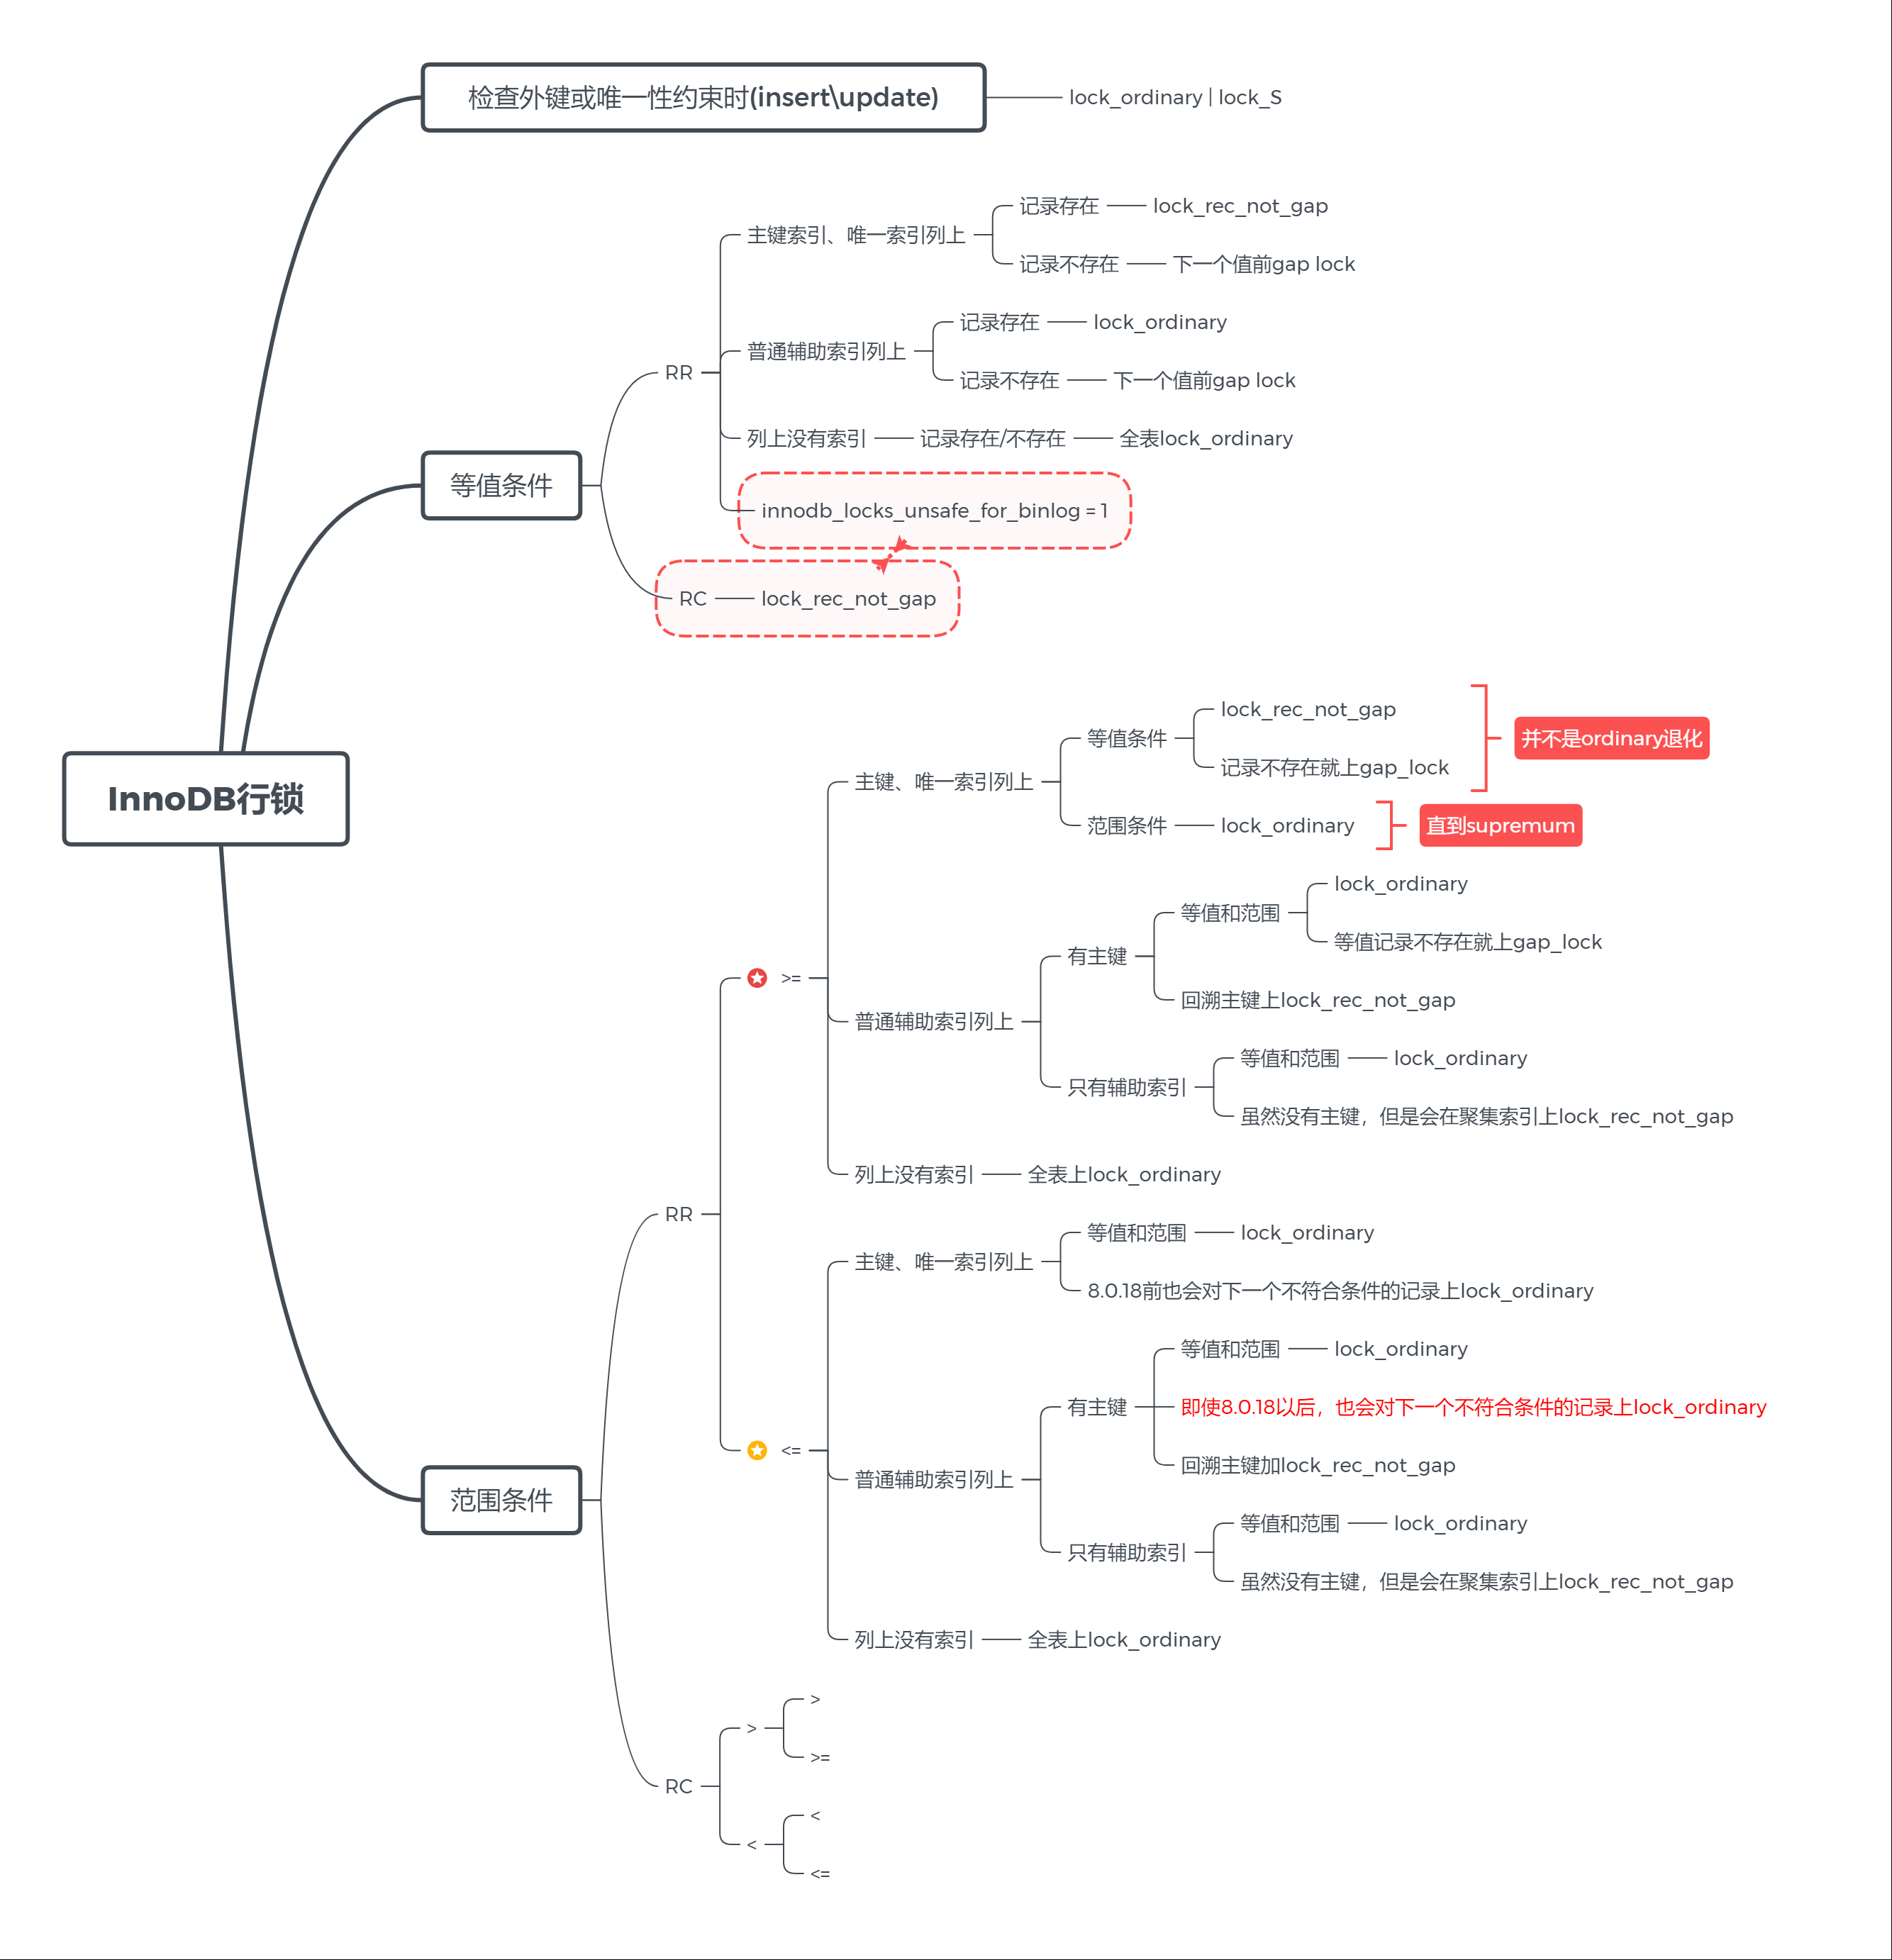 检查外键或唯一性约束时(insert\update)
lock_ordinary | lock_S
InnoDB行锁
等值条件
RR
主键索引、唯一索引列上
记录存在
lock_rec_not_gap
记录不存在
下一个值前gap lock
普通辅助索引列上
记录存在
lock_ordinary
记录不存在
下一个值前gap lock
列上没有索引
记录存在/不存在
全表lock_ordinary
innodb_locks_unsafe_for_binlog = 1
RC
lock_rec_not_gap
范围条件
RR
>=
主键、唯一索引列上
等值条件
lock_rec_not_gap
记录不存在就上gap_lock
并不是ordinary退化
范围条件
lock_ordinary
直到supremum
普通辅助索引列上
有主键
等值和范围
lock_ordinary
等值记录不存在就上gap_lock
回溯主键上lock_rec_not_gap
只有辅助索引
等值和范围
lock_ordinary
虽然没有主键，但是会在聚集索引上lock_rec_not_gap
列上没有索引
全表上lock_ordinary
<=
主键、唯一索引列上
等值和范围
lock_ordinary
8.0.18前也会对下一个不符合条件的记录上lock_ordinary
普通辅助索引列上
有主键
等值和范围
lock_ordinary
即使8.0.18以后，也会对下一个不符合条件的记录上lock_ordinary
回溯主键加lock_rec_not_gap
只有辅助索引
等值和范围
lock_ordinary
虽然没有主键，但是会在聚集索引上lock_rec_not_gap
列上没有索引
全表上lock_ordinary
RC
>
>
>=
<
<
<=